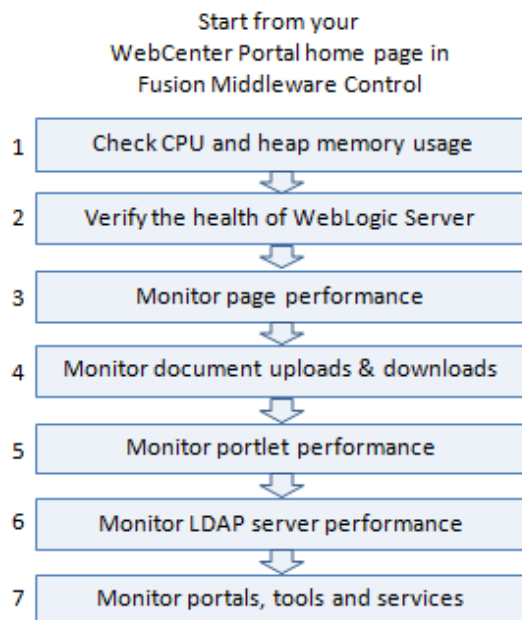 Start from your
WebCenter Portal home page in
Fusion Middleware Control
1 Check CPU and heap memory usage
2 Verify the health of WebLogic Server
3 Monitor page performance
4 Monitor document uploads & downloads
5 Monitor portlet performance
6 Monitor LDAP server performance
7 Monitor portals, tools and services